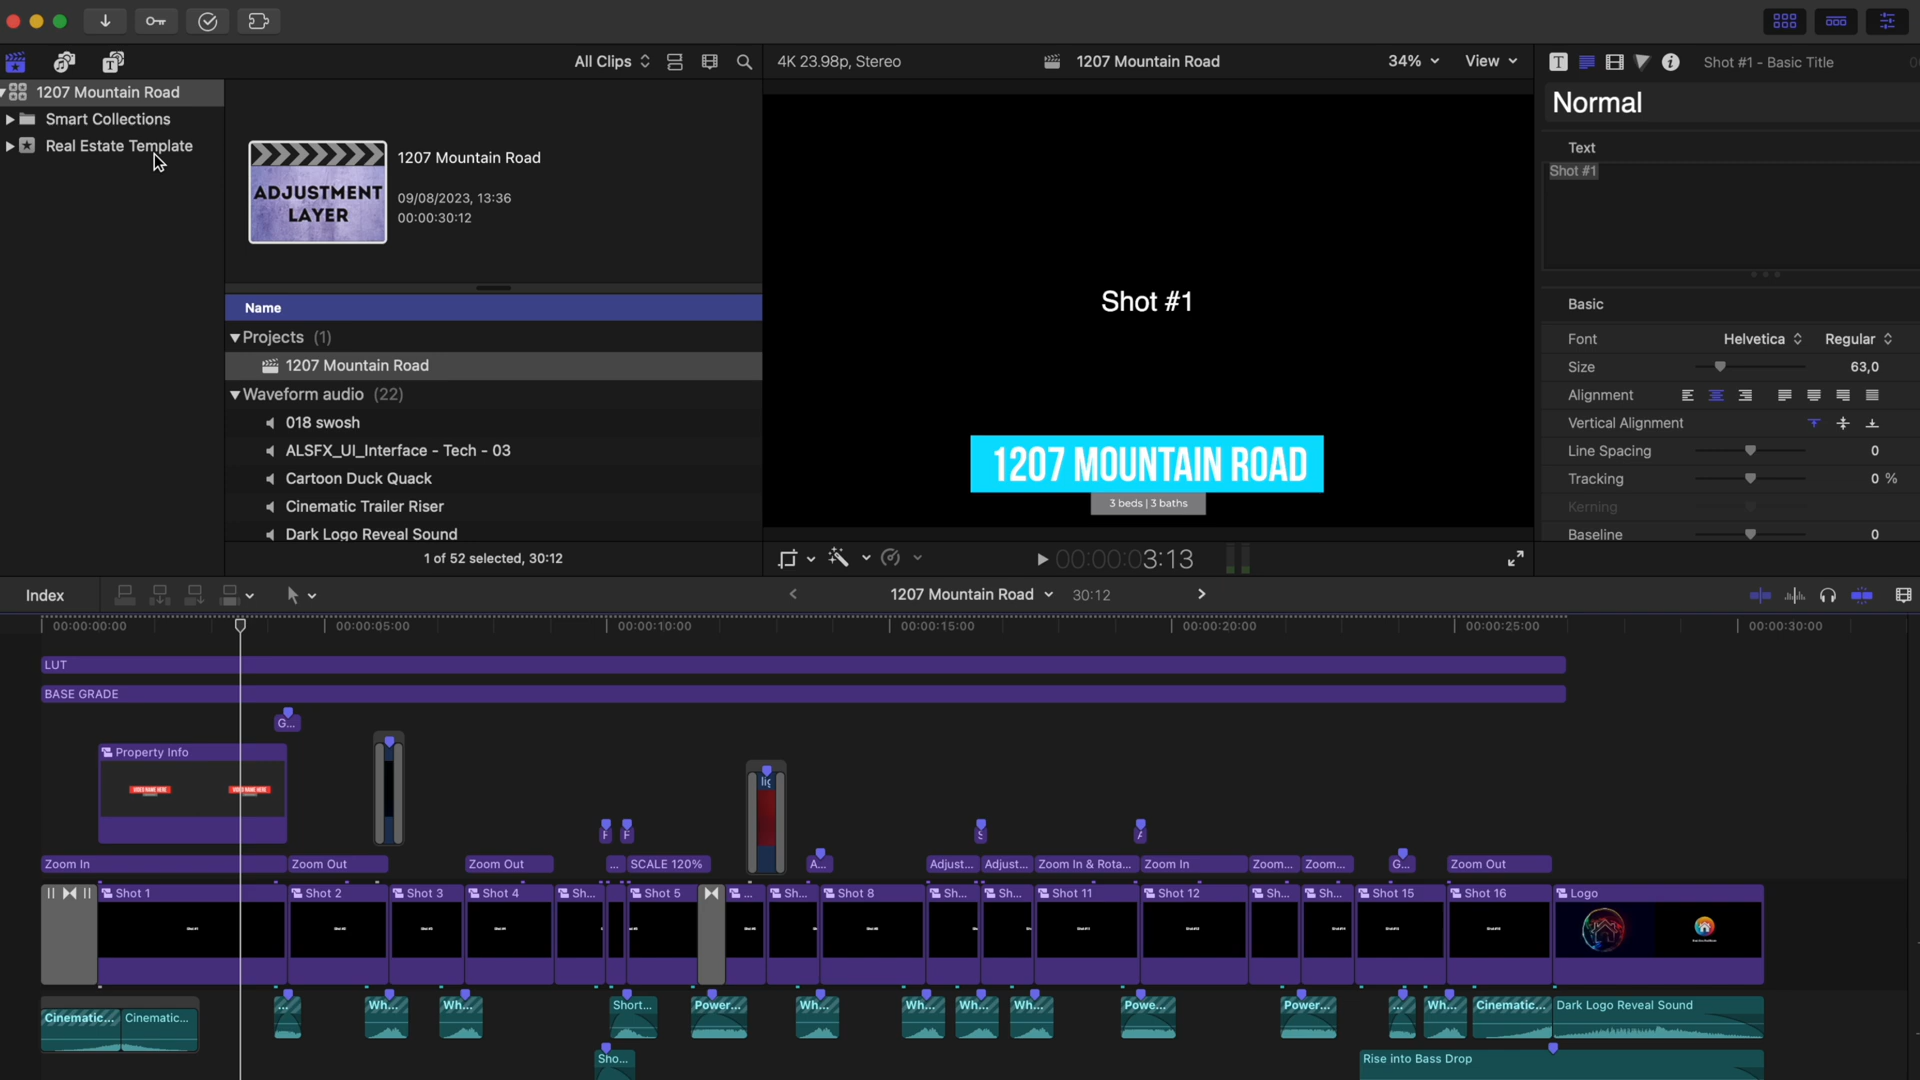 All Clips
4K 23.98p, Stereo
1207 Mountain Road
34%
View
Shot #1 - Basic Title
1207 Mountain Road
Smart Collections
Real Estate Template
ADJUSTMENT
LAYER
1207 Mountain Road
09/08/2023, 13:36
00:00:30:12
Name
Projects (1)
1207 Mountain Road
Waveform audio (22)
018 swosh
ALSFX_UI_Interface - Tech - 03
Cartoon Duck Quack
Cinematic Trailer Riser
Dark Logo Reveal Sound
1 of 52 selected, 30:12
Shot #1
1207 MOUNTAIN ROAD
3 beds | 3 baths
00:00:03:13
Normal
Text
Shot #1
Basic
Font Helvetica Regular
Size 63,0
Alignment
Vertical Alignment
Line Spacing 0
Tracking 0 %
Kerning
Baseline 0
Index
1207 Mountain Road 30:12
00:00:00:00 00:00:05:00 00:00:10:00 00:00:15:00 00:00:20:00 00:00:25:00 00:00:30:00
LUT
BASE GRADE
G...
Property Info
VIDEO NAME HERE VIDEO NAME HERE
Zoom In Zoom Out Zoom Out ... SCALE 120% A... Adjust... Adjust... Zoom In & Rota... Zoom In Zoom... Zoom... G... Zoom Out
Shot 1 Shot 2 Shot 3 Shot 4 Sh... Shot 5 ... Sh... Shot 8 Sh... Sh... Shot 11 Shot 12 Sh... Sh... Shot 15 Shot 16 Logo
Cinematic... Cinematic... ... Wh... Wh... Short... Power... Wh... Wh... Wh... Wh... Powe... Power... ... Wh... Cinematic... Dark Logo Reveal Sound
Sho... Rise into Bass Drop